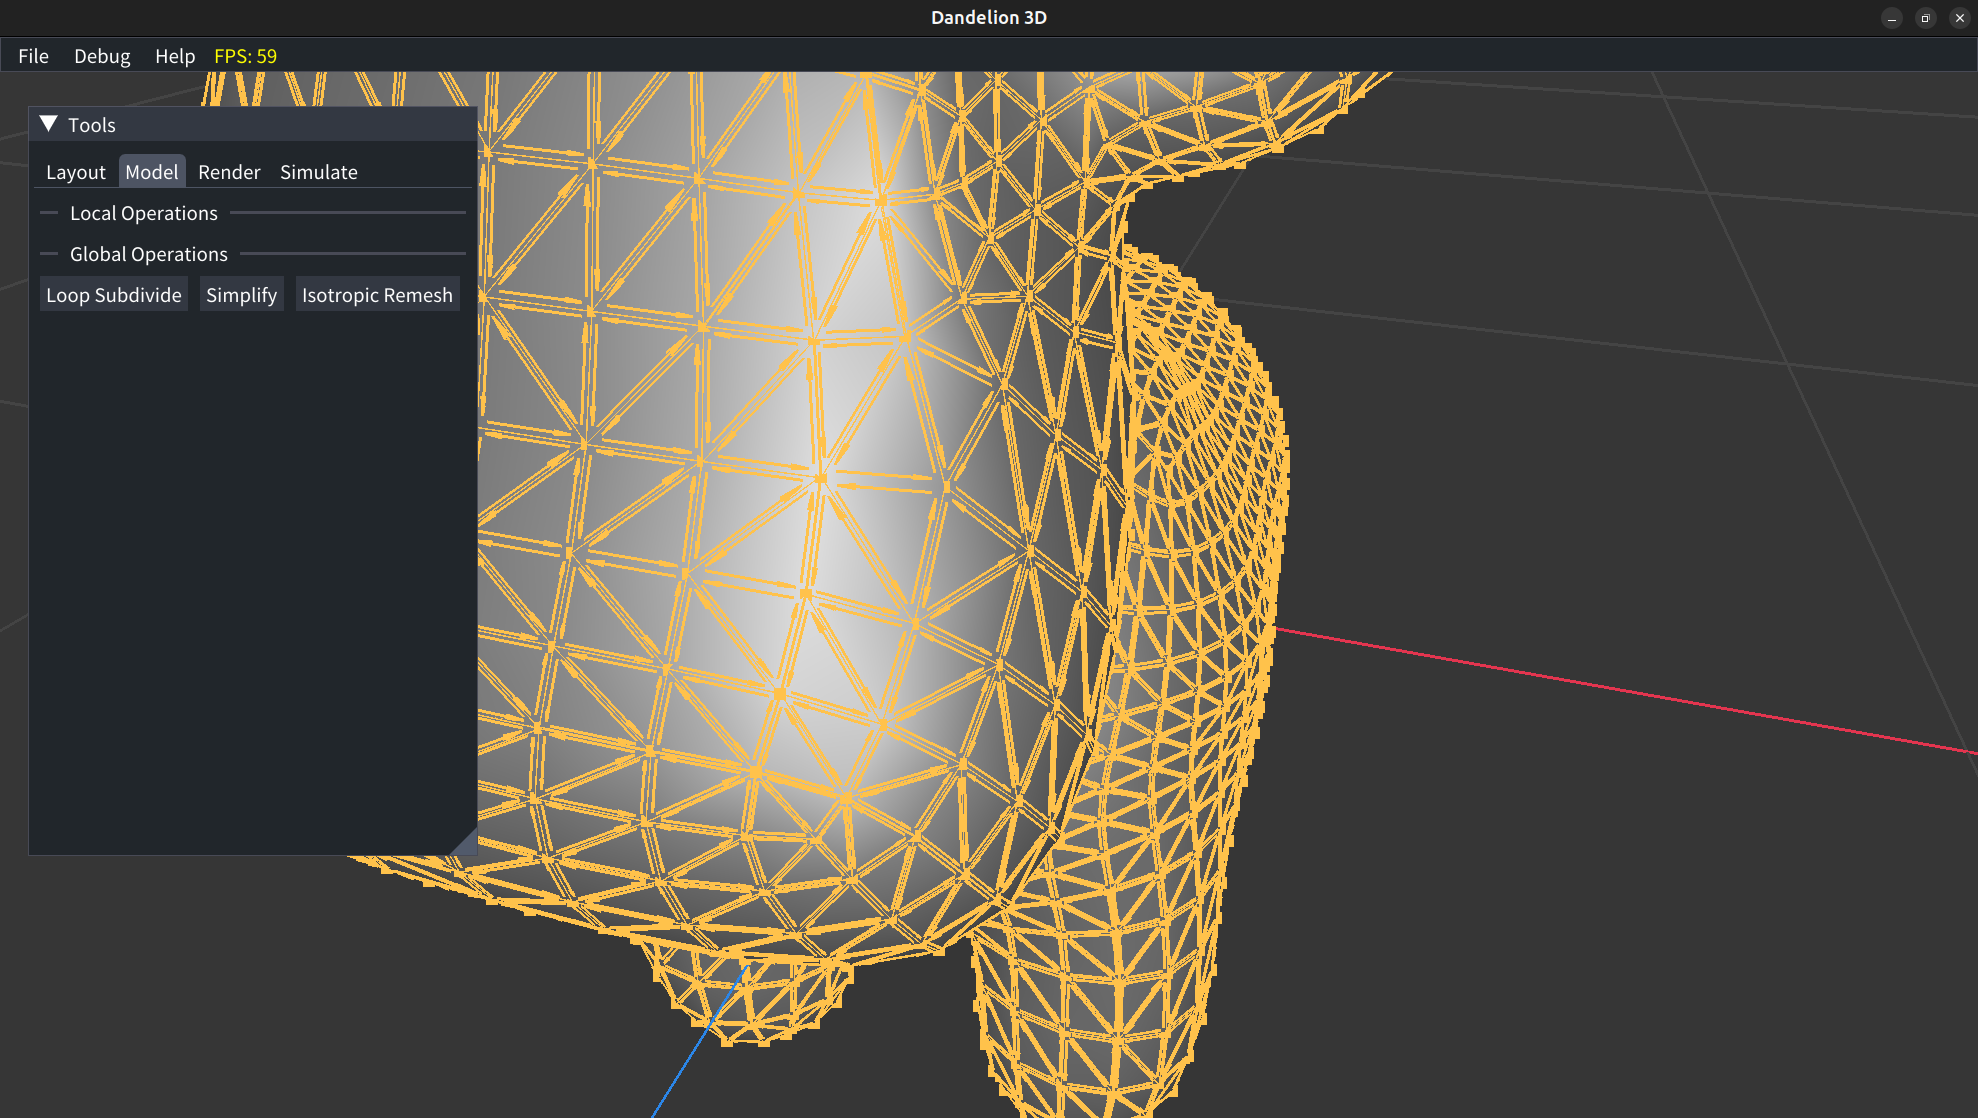 Dandelion 3D
File Debug Help FPS: 59
Tools
Layout Model Render Simulate
Local Operations
Global Operations
Loop Subdivide Simplify Isotropic Remesh